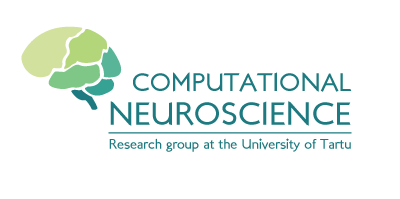 COMPUTATIONAL
NEUROSCIENCE
Research group at the University of Tartu